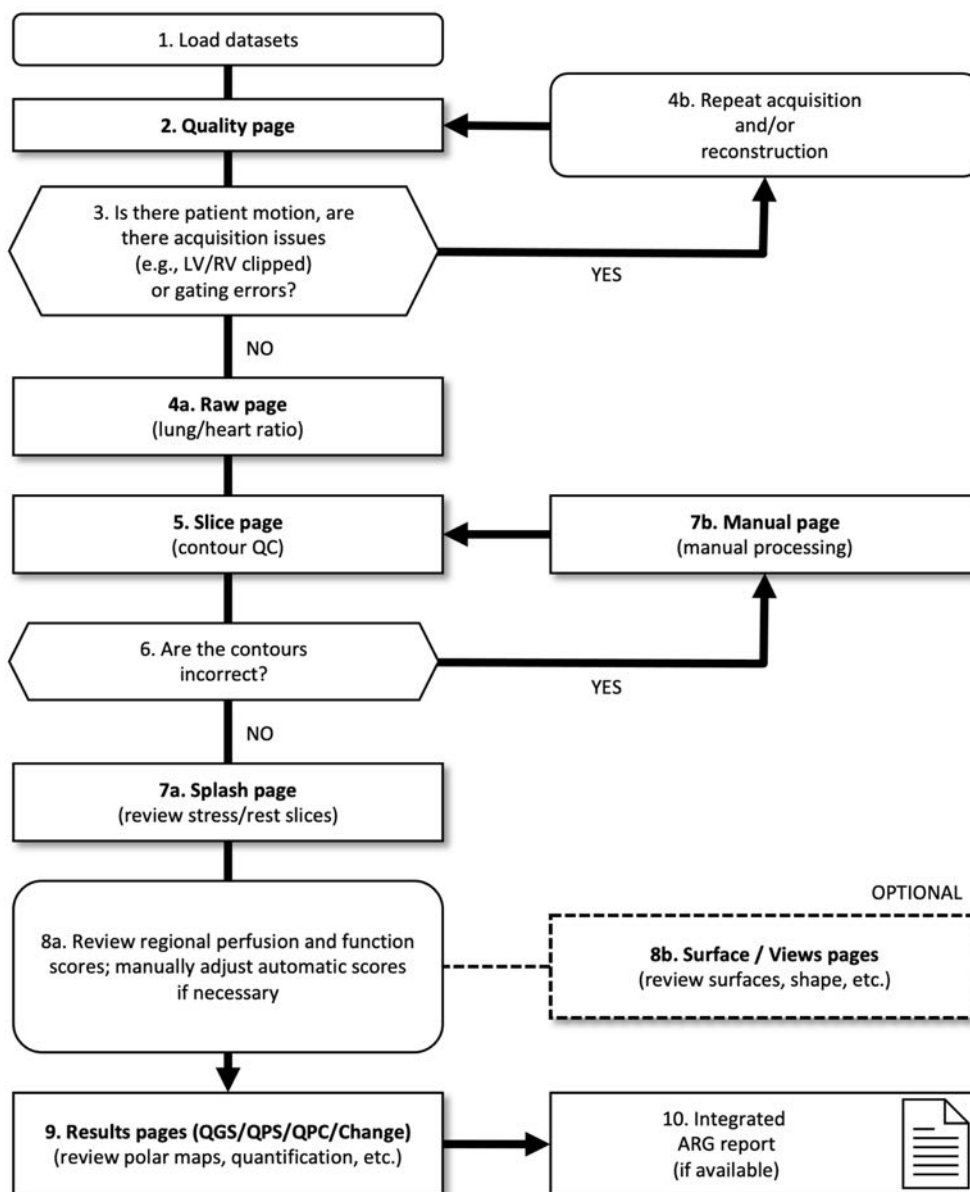 1. Load datasets
2. Quality page
4b. Repeat acquisition
and/or
reconstruction
3. Is there patient motion, are
there acquisition issues
(e.g., LV/RV clipped)
or gating errors?
YES
NO
4a. Raw page
(lung/heart ratio)
5. Slice page
(contour QC)
7b. Manual page
(manual processing)
6. Are the contours
incorrect?
YES
NO
7a. Splash page
(review stress/rest slices)
8a. Review regional perfusion and function
scores; manually adjust automatic scores
if necessary
OPTIONAL
8b. Surface / Views pages
(review surfaces, shape, etc.)
9. Results pages (QGS/QPS/QPC/Change)
(review polar maps, quantification, etc.)
10. Integrated
ARG report
(if available)